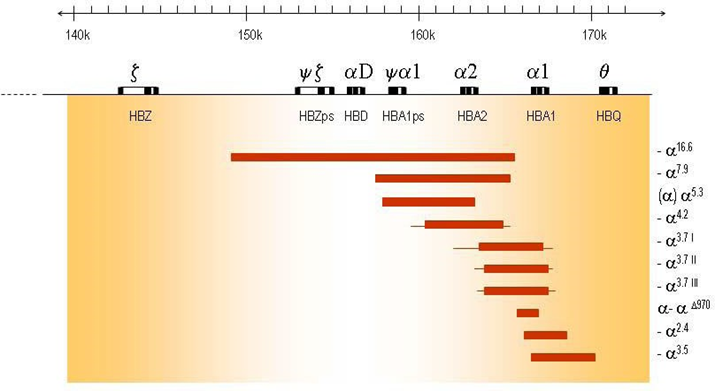 140k 150k 160k 170k
ζ ψζ αD ψα1 α2 α1 θ
HBZ HBZps HBD HBA1ps HBA2 HBA1 HBQ
- α16.6
- α7.9
(α) α5.3
- α4.2
- α3.7 I
- α3.7 II
- α3.7 III
α- α Δ970
- α2.4
- α3.5